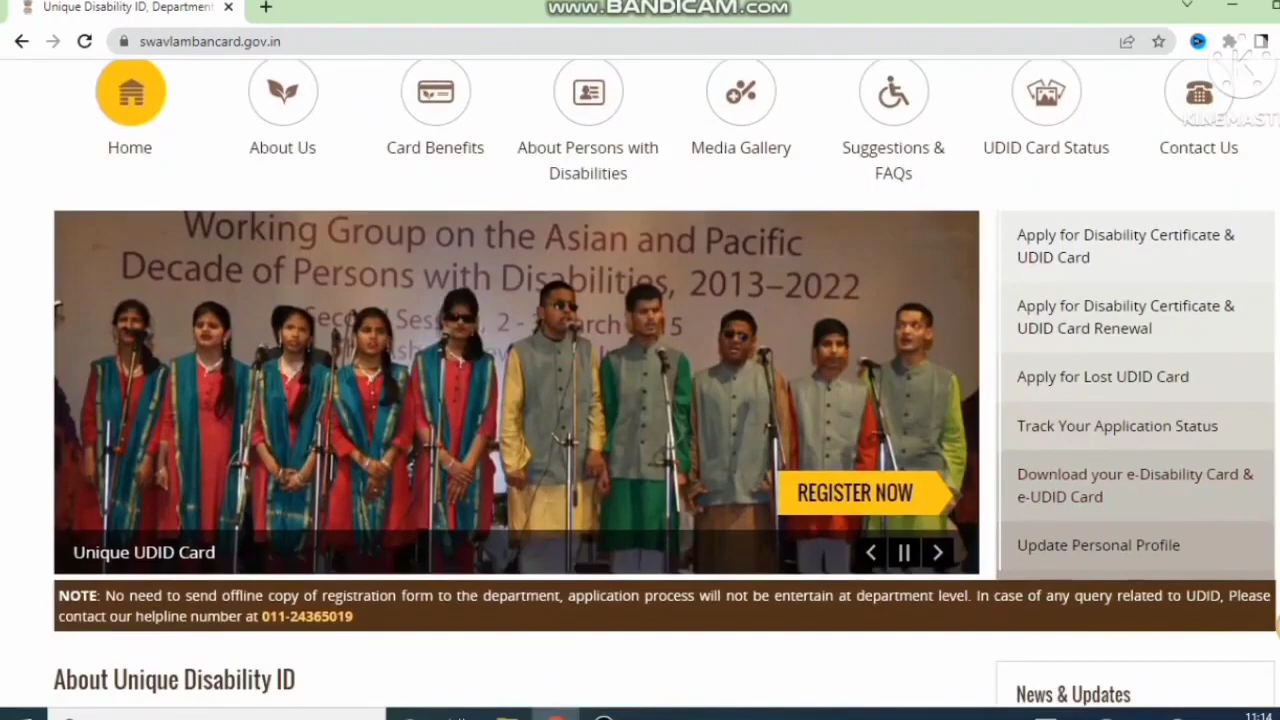 www.BANDICAM.com
Unique Disability ID, Department
swavlambancard.gov.in
KINEMAST
Home
About Us
Card Benefits
About Persons with
Disabilities
Media Gallery
Suggestions &
FAQs
UDID Card Status
Contact Us
Working Group on the Asian and Pacific
Decade of Persons with Disabilities, 2013–2022
Apply for Disability Certificate &
UDID Card
Apply for Disability Certificate &
UDID Card Renewal
Apply for Lost UDID Card
Track Your Application Status
Download your e-Disability Card &
e-UDID Card
Update Personal Profile
REGISTER NOW
Unique UDID Card
NOTE: No need to send offline copy of registration form to the department, application process will not be entertain at department level. In case of any query related to UDID, Please
contact our helpline number at 011-24365019
About Unique Disability ID
News & Updates
11:14